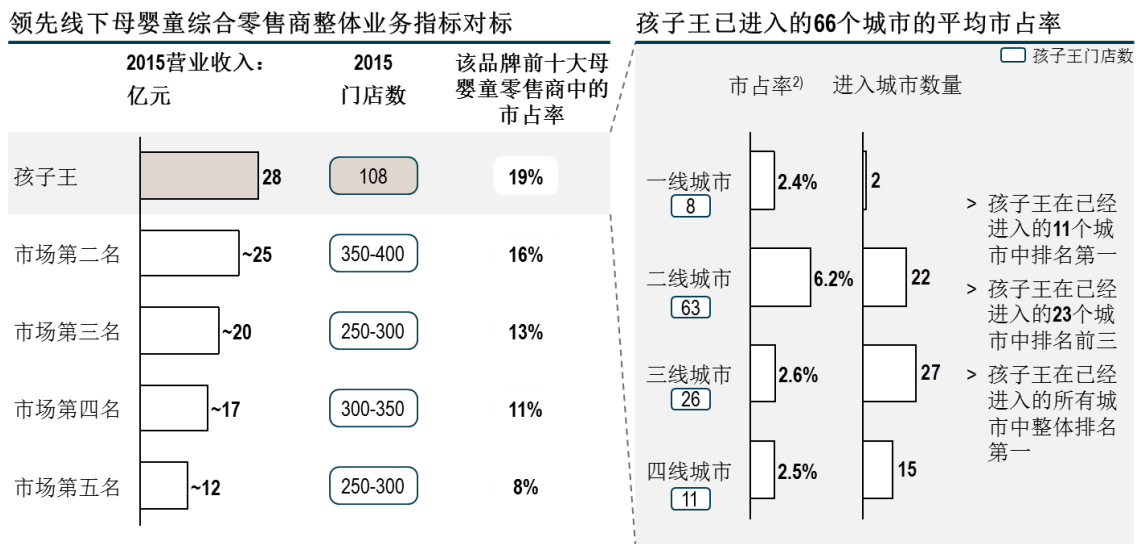 领先线下母婴童综合零售商整体业务指标对标
2015营业收入：
亿元
2015
门店数
该品牌前十大母
婴童零售商中的
市占率
孩子王
28
108
19%
市场第二名
~25
350-400
16%
市场第三名
~20
250-300
13%
市场第四名
~17
300-350
11%
市场第五名
~12
250-300
8%
孩子王已进入的66个城市的平均市占率
孩子王门店数
市占率2)
进入城市数量
一线城市
8
2.4%
2
二线城市
63
6.2%
22
三线城市
26
2.6%
27
四线城市
11
2.5%
15
> 孩子王在已经
进入的11个城
市中排名第一
> 孩子王在已经
进入的23个城
市中排名前三
> 孩子王在已经
进入的所有城
市中整体排名
第一